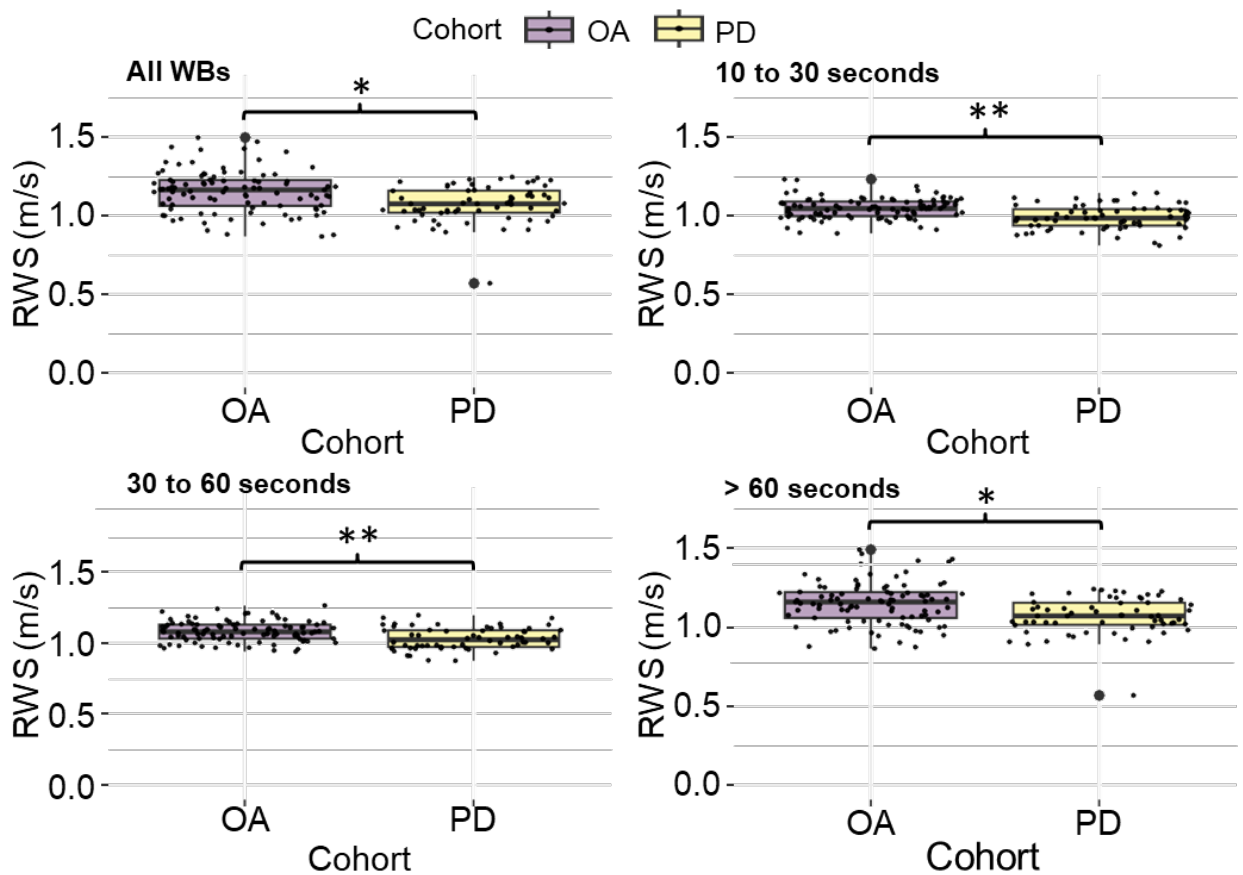 Cohort OA PD
All WBs
*
RWS (m/s)
1.5
1.0
0.5
0.0
OA PD
Cohort
10 to 30 seconds
**
RWS (m/s)
1.5
1.0
0.5
0.0
OA PD
Cohort
30 to 60 seconds
**
RWS (m/s)
1.5
1.0
0.5
0.0
OA PD
Cohort
> 60 seconds
*
RWS (m/s)
1.5
1.0
0.5
0.0
OA PD
Cohort